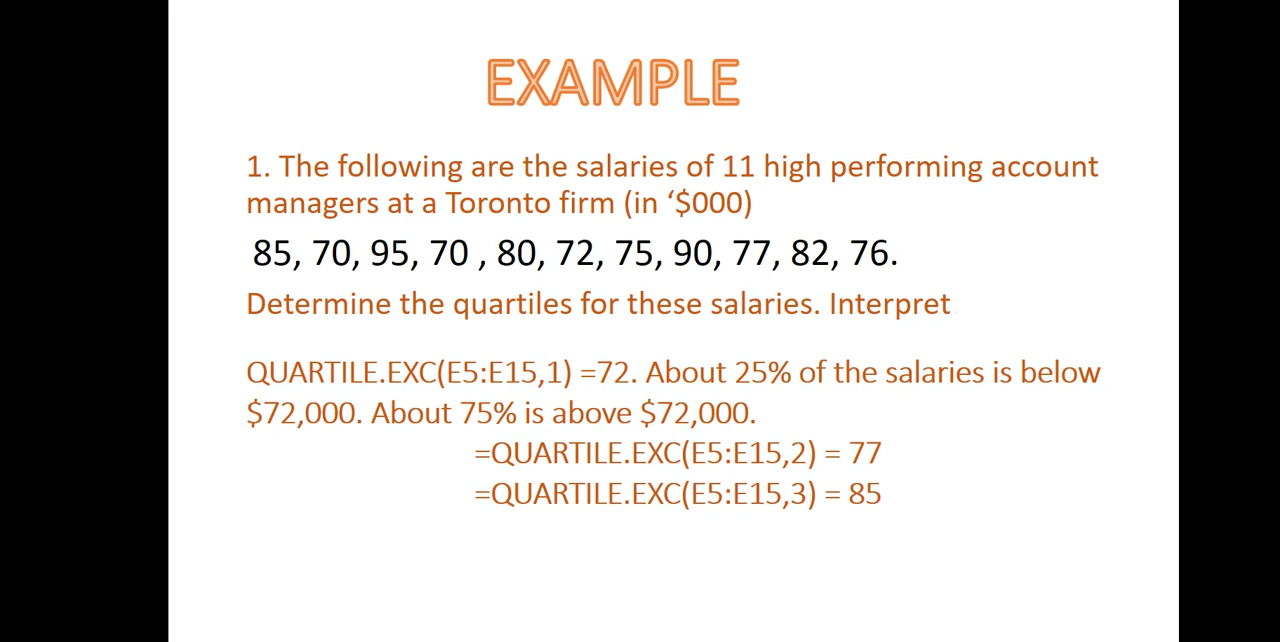 EXAMPLE
1. The following are the salaries of 11 high performing account
managers at a Toronto firm (in ‘$000)
85, 70, 95, 70 , 80, 72, 75, 90, 77, 82, 76.
Determine the quartiles for these salaries. Interpret
QUARTILE.EXC(E5:E15,1) =72. About 25% of the salaries is below
$72,000. About 75% is above $72,000.
=QUARTILE.EXC(E5:E15,2) = 77
=QUARTILE.EXC(E5:E15,3) = 85